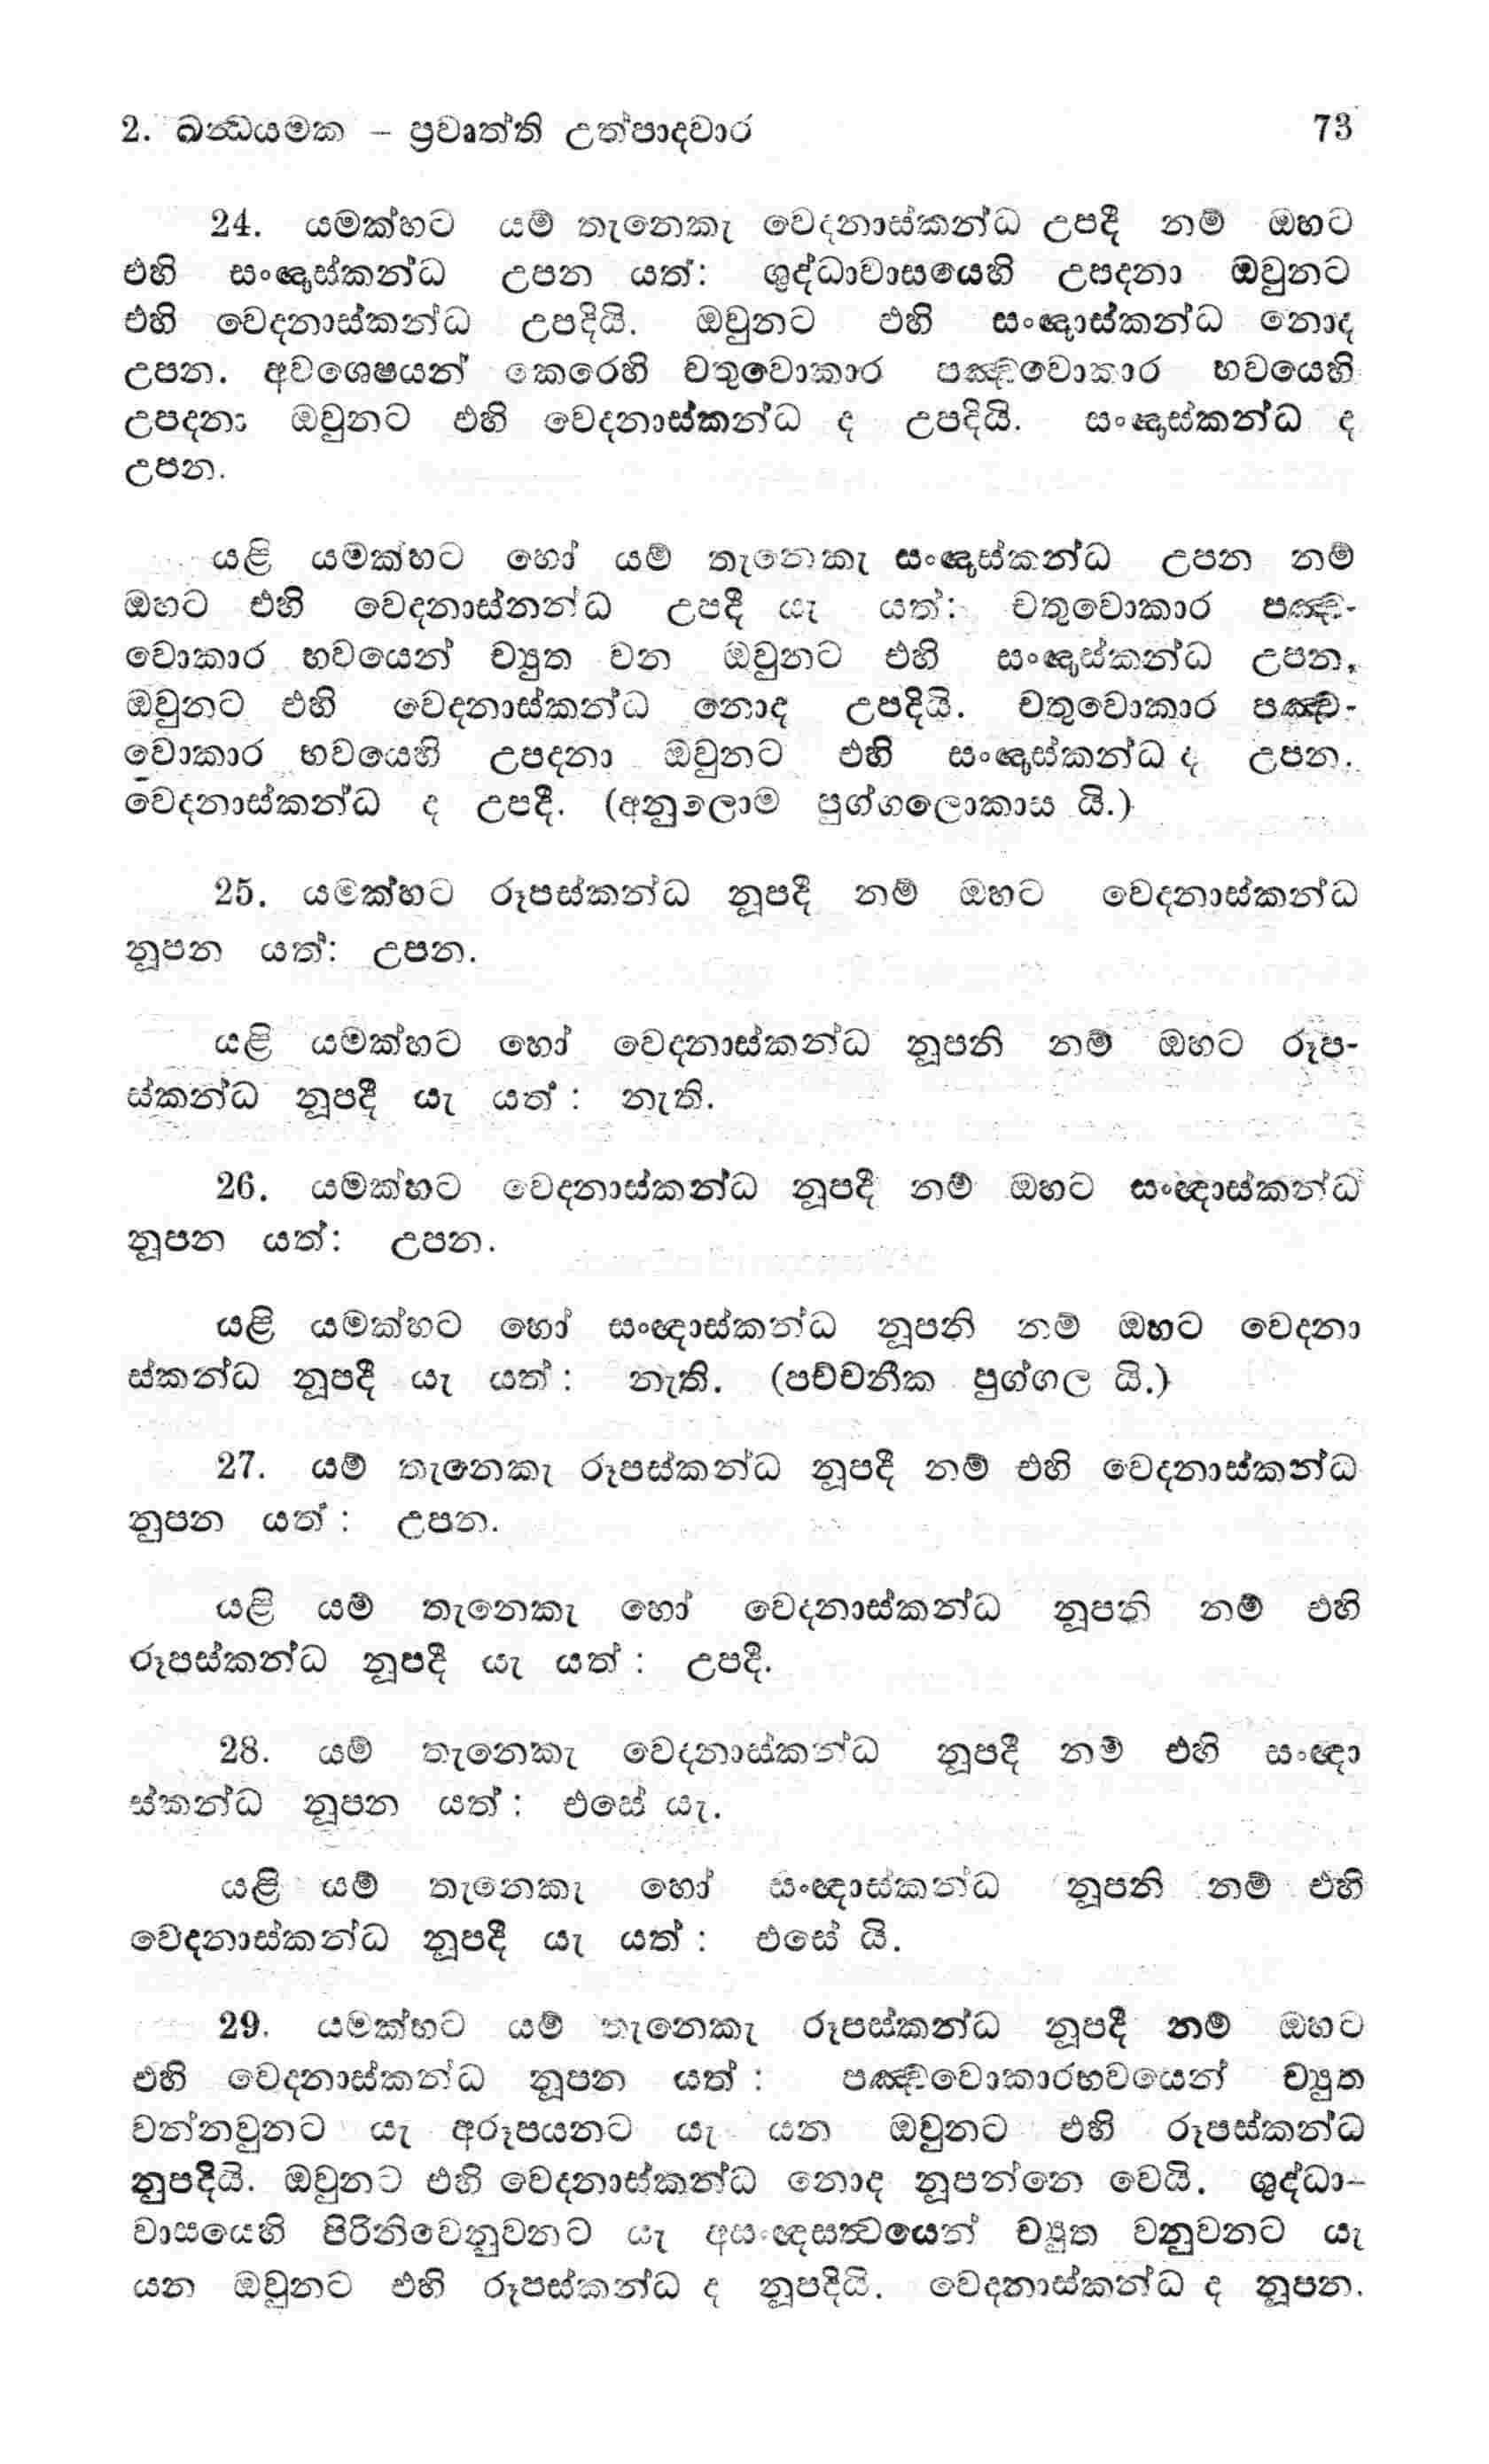 2. ඛන්‍ධයමක – ප්‍රවෘත්ති උත්පාදවාර 73
24. යමක්හට යම් තැනෙකැ වෙදනාස්කන්ධ උපදී නම් ඔහට
එහි සංඥාස්කන්ධ උපන යත්: ශුද්ධාවාසයෙහි උපදනා ඔවුනට
එහි වෙදනාස්කන්ධ උපදියි. ඔවුනට එහි සංඥාස්කන්ධ නොද
උපන. අවශෙෂයන් කෙරෙහි චතුවොකාර පඤ්චවොකාර භවයෙහි
උපදනා ඔවුනට එහි වෙදනාස්කන්ධ ද උපදියි. සංඥාස්කන්ධ ද
උපන.
යළි යමක්හට හෝ යම් තැනෙකැ සංඥාස්කන්ධ උපන නම්
ඔහට එහි වෙදනාස්නන්ධ උපදී යැ යත්: චතුවොකාර පඤ්ච-
වොකාර භවයෙන් ච්‍යුත වන ඔවුනට එහි සංඥාස්කන්ධ උපන,
ඔවුනට එහි වෙදනාස්කන්ධ නොද උපදියි. චතුවොකාර පඤ්ච-
වොකාර භවයෙහි උපදනා ඔවුනට එහි සංඥාස්කන්ධ ද උපන.
වෙදනාස්කන්ධ ද උපදී. (අනුලොම පුග්ගලොකාස යි.)
25. යමක්හට රූපස්කන්ධ නූපදී නම් ඔහට වෙදනාස්කන්ධ
නූපන යත්: උපන.
යළි යමක්හට හෝ වෙදනාස්කන්ධ නූපනි නම් ඔහට රූප-
ස්කන්ධ නූපදී යැ යත්: නැති.
26. යමක්හට වෙදනාස්කන්ධ නූපදී නම් ඔහට සංඥාස්කන්ධ
නූපන යත්: උපන.
යළි යමක්හට හෝ සංඥාස්කන්ධ නූපනි නම් ඔහට වෙදනා
ස්කන්ධ නූපදී යැ යත්: නැති. (පච්චනීක පුග්ගල යි.)
27. යම් තැනෙකැ රූපස්කන්ධ නූපදී නම් එහි වෙදනාස්කන්ධ
නුපන යත්: උපන.
යළි යම් තැනෙකැ හෝ වෙදනාස්කන්ධ නූපනි නම් එහි
රූපස්කන්ධ නූපදී යැ යත්: උපදී.
28. යම් තැනෙකැ වෙදනාස්කන්ධ නූපදී නම් එහි සංඥා
ස්කන්ධ නූපන යත්: එසේ යැ.
යළි යම් තැනෙකැ හෝ සංඥාස්කන්ධ නූපනි නම් එහි
වෙදනාස්කන්ධ නූපදී යැ යත්: එසේ යි.
29. යමක්හට යම් තැනෙකැ රූපස්කන්ධ නූපදී නම් ඔහට
එහි වෙදනාස්කන්ධ නූපන යත්: පඤ්චවොකාරභවයෙන් ච්‍යුත
වන්නවුනට යැ අරූපයනට යැ යන ඔවුනට එහි රූපස්කන්ධ
නුපදියි. ඔවුනට එහි වෙදනාස්කන්ධ නොද නූපන්නෙ වෙයි. ශුද්ධා-
වාසයෙහි පිරිනිවෙනුවනට යැ අසංඥසත්‍වයෙන් ච්‍යුත වනුවනට යැ
යන ඔවුනට එහි රූපස්කන්ධ ද නූපදියි. වෙදනාස්කන්ධ ද නූපන.